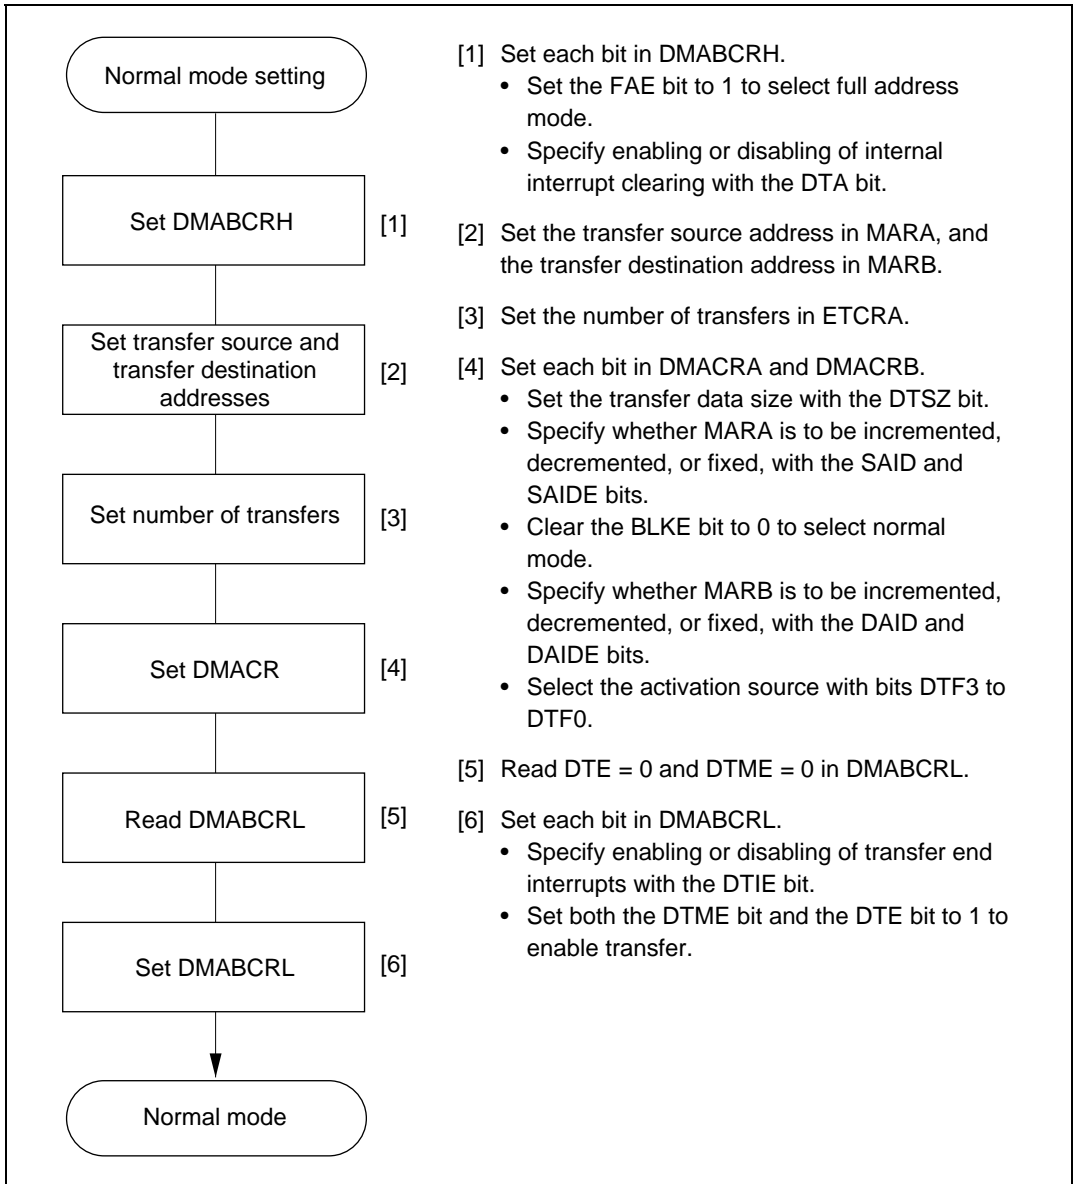 Normal mode setting
Set DMABCRH
[1]
Set transfer source and
transfer destination
addresses
[2]
Set number of transfers
[3]
Set DMACR
[4]
Read DMABCRL
[5]
Set DMABCRL
[6]
Normal mode
[1] Set each bit in DMABCRH.
• Set the FAE bit to 1 to select full address
mode.
• Specify enabling or disabling of internal
interrupt clearing with the DTA bit.
[2] Set the transfer source address in MARA, and
the transfer destination address in MARB.
[3] Set the number of transfers in ETCRA.
[4] Set each bit in DMACRA and DMACRB.
• Set the transfer data size with the DTSZ bit.
• Specify whether MARA is to be incremented,
decremented, or fixed, with the SAID and
SAIDE bits.
• Clear the BLKE bit to 0 to select normal
mode.
• Specify whether MARB is to be incremented,
decremented, or fixed, with the DAID and
DAIDE bits.
• Select the activation source with bits DTF3 to
DTF0.
[5] Read DTE = 0 and DTME = 0 in DMABCRL.
[6] Set each bit in DMABCRL.
• Specify enabling or disabling of transfer end
interrupts with the DTIE bit.
• Set both the DTME bit and the DTE bit to 1 to
enable transfer.